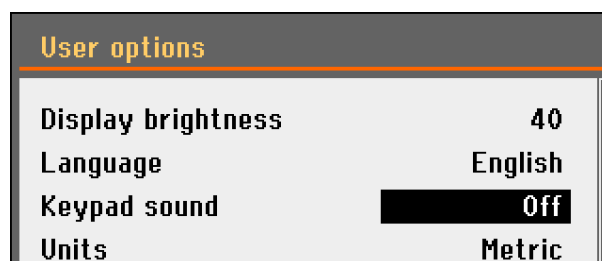 User options
Display brightness 40
Language English
Keypad sound Off
Units Metric